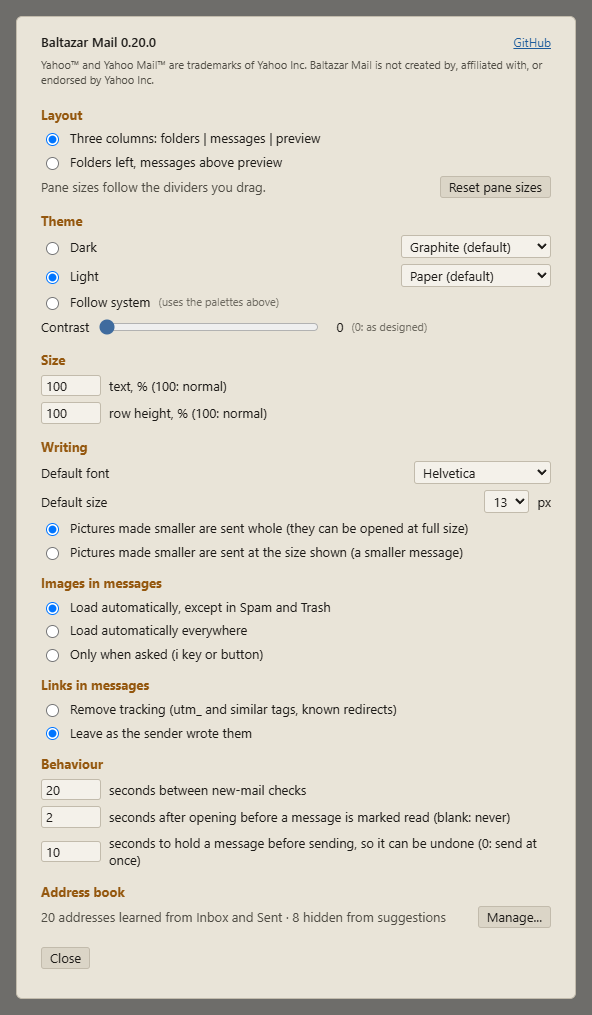 Baltazar Mail 0.20.0 GitHub
Yahoo™ and Yahoo Mail™ are trademarks of Yahoo Inc. Baltazar Mail is not created by, affiliated with, or
endorsed by Yahoo Inc.
Layout
Three columns: folders | messages | preview
Folders left, messages above preview
Pane sizes follow the dividers you drag. Reset pane sizes
Theme
Dark Graphite (default)
Light Paper (default)
Follow system (uses the palettes above)
Contrast 0 (0: as designed)
Size
100 text, % (100: normal)
100 row height, % (100: normal)
Writing
Default font Helvetica
Default size 13 px
Pictures made smaller are sent whole (they can be opened at full size)
Pictures made smaller are sent at the size shown (a smaller message)
Images in messages
Load automatically, except in Spam and Trash
Load automatically everywhere
Only when asked (i key or button)
Links in messages
Remove tracking (utm_ and similar tags, known redirects)
Leave as the sender wrote them
Behaviour
20 seconds between new-mail checks
2 seconds after opening before a message is marked read (blank: never)
10 seconds to hold a message before sending, so it can be undone (0: send at
once)
Address book
20 addresses learned from Inbox and Sent · 8 hidden from suggestions Manage...
Close